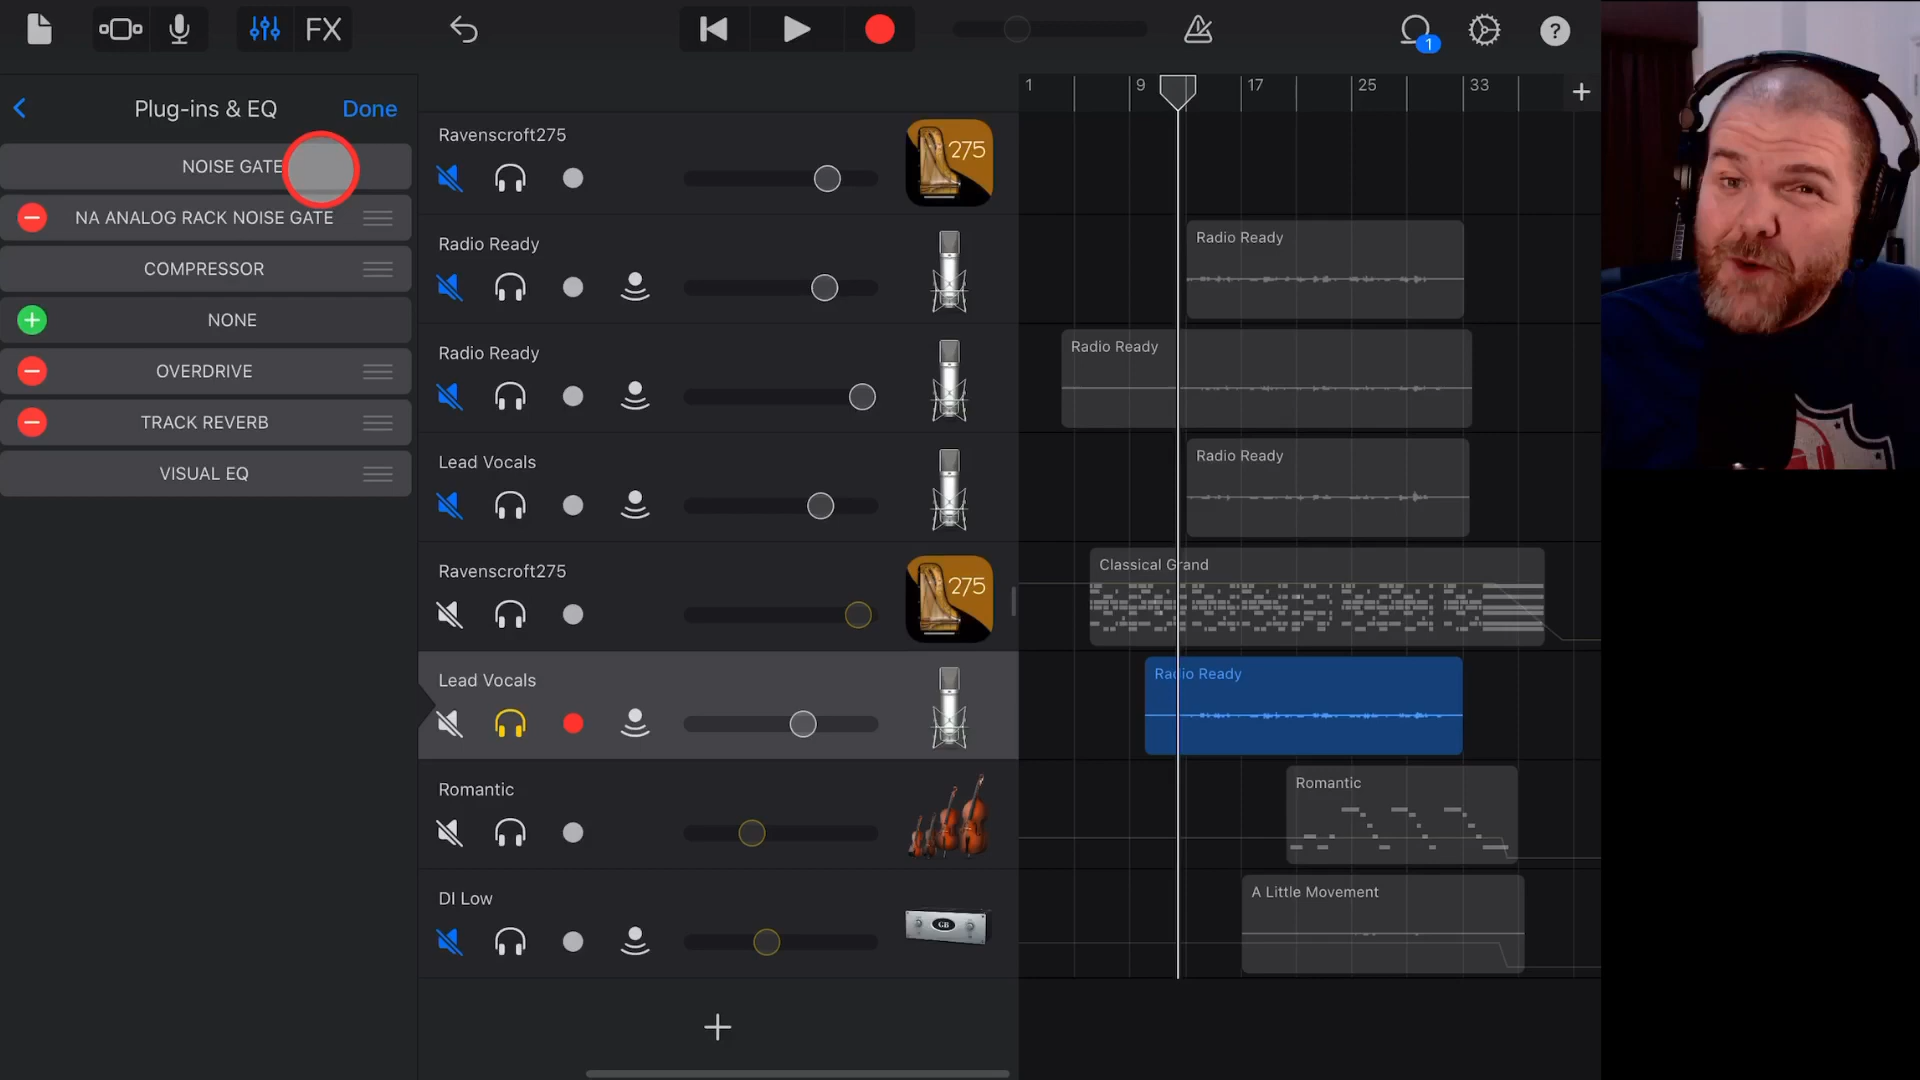 FX
1
?
Plug-ins & EQ
Done
NOISE GATE
NA ANALOG RACK NOISE GATE
COMPRESSOR
NONE
OVERDRIVE
TRACK REVERB
VISUAL EQ
1
9
17
25
33
Ravenscroft275
275
Radio Ready
Radio Ready
Radio Ready
Radio Ready
Lead Vocals
Radio Ready
Ravenscroft275
275
Classical Grand
Lead Vocals
Radio Ready
Romantic
Romantic
DI Low
GB
A Little Movement